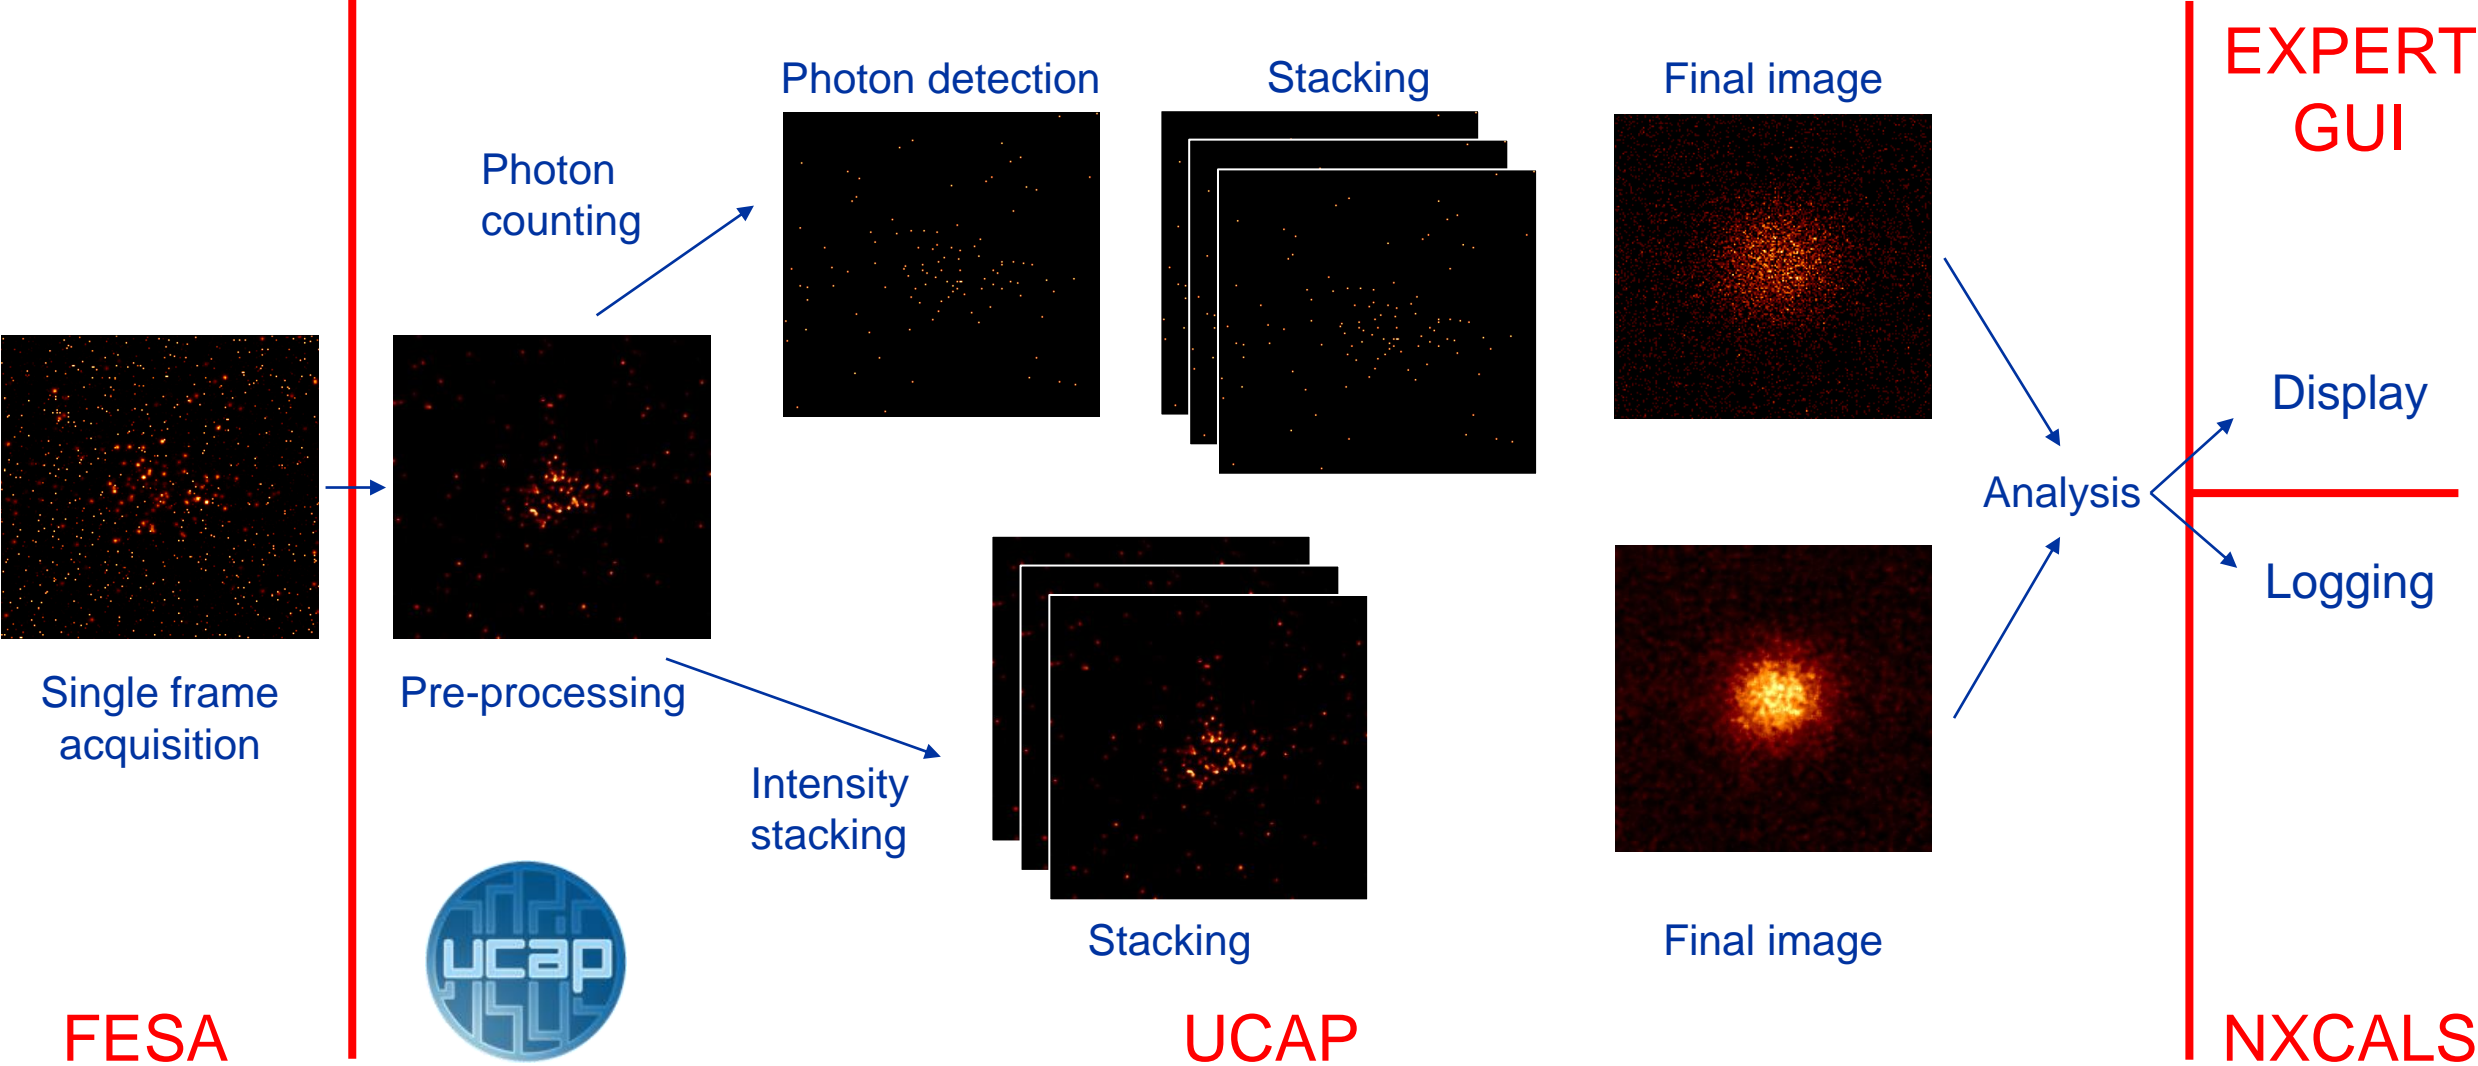 EXPERT
GUI
Photon detection
Stacking
Final image
Photon
counting
Display
Analysis
Logging
Single frame
acquisition
Pre-processing
Intensity
stacking
Stacking
Final image
ucap
FESA
UCAP
NXCALS